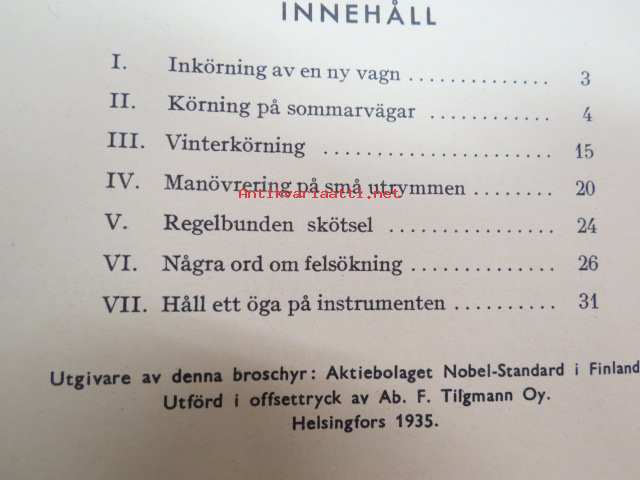 INNEHÅLL
I. Inkörning av en ny vagn .............. 3
II. Körning på sommarvägar ............ 4
III. Vinterkörning ....................... 15
IV. Manövrering på små utrymmen ........ 20
Antikvariaatti.net
V. Regelbunden skötsel ................ 24
VI. Några ord om felsökning ............. 26
VII. Håll ett öga på instrumenten .......... 31
Utgivare av denna broschyr: Aktiebolaget Nobel-Standard i Finland
Utförd i offsettryck av Ab. F. Tilgmann Oy.
Helsingfors 1935.